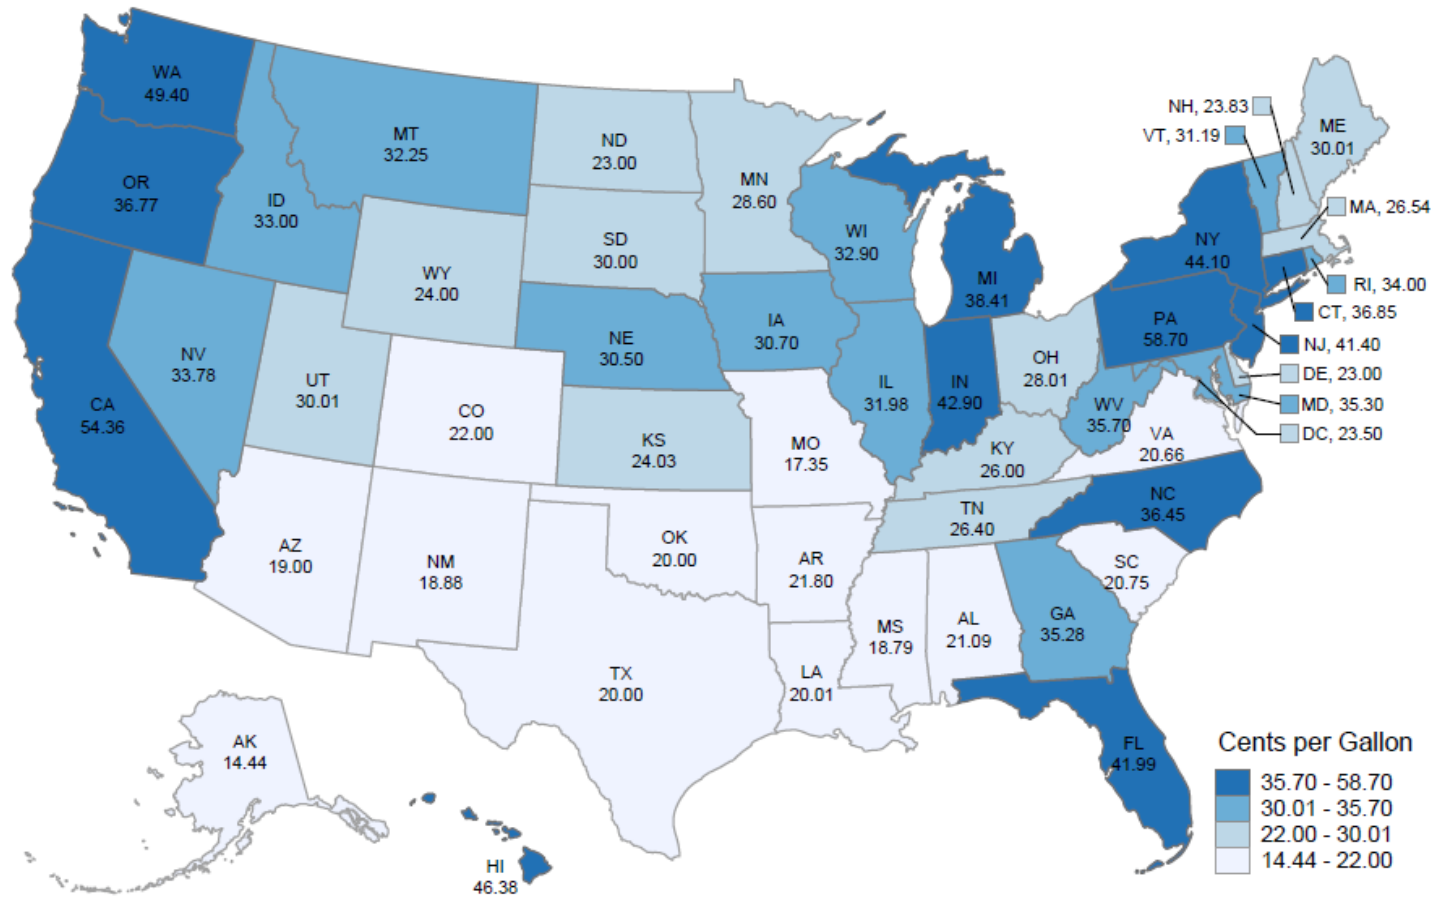 WA
49.40
OR
36.77
CA
54.36
ID
33.00
NV
33.78
MT
32.25
WY
24.00
UT
30.01
CO
22.00
AZ
19.00
NM
18.88
ND
23.00
SD
30.00
NE
30.50
KS
24.03
OK
20.00
TX
20.00
MN
28.60
IA
30.70
MO
17.35
AR
21.80
LA
20.01
WI
32.90
IL
31.98
MI
38.41
IN
42.90
OH
28.01
KY
26.00
TN
26.40
MS
18.79
AL
21.09
GA
35.28
FL
41.99
SC
20.75
NC
36.45
VA
20.66
WV
35.70
PA
58.70
NY
44.10
ME
30.01
NH, 23.83
VT, 31.19
MA, 26.54
RI, 34.00
CT, 36.85
NJ, 41.40
DE, 23.00
MD, 35.30
DC, 23.50
AK
14.44
HI
46.38
Cents per Gallon
35.70 - 58.70
30.01 - 35.70
22.00 - 30.01
14.44 - 22.00